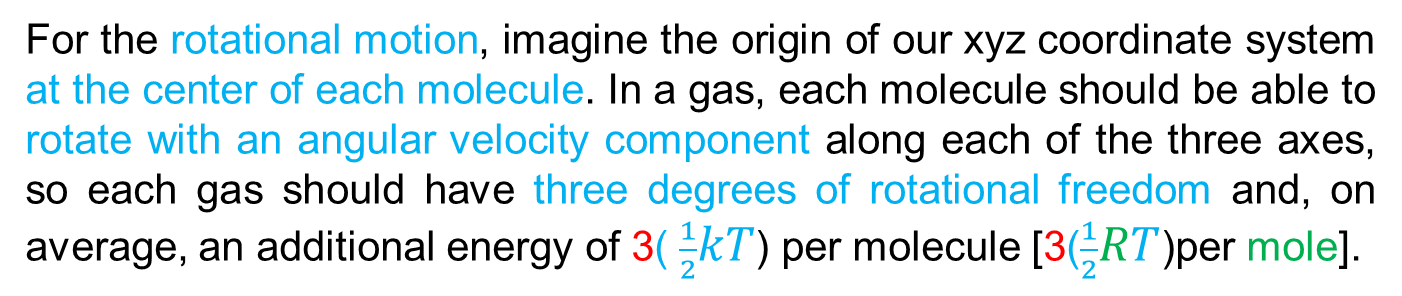 For the rotational motion, imagine the origin of our xyz coordinate system
at the center of each molecule. In a gas, each molecule should be able to
rotate with an angular velocity component along each of the three axes,
so each gas should have three degrees of rotational freedom and, on
average, an additional energy of 3( ½kT) per molecule [3(½RT)per mole].